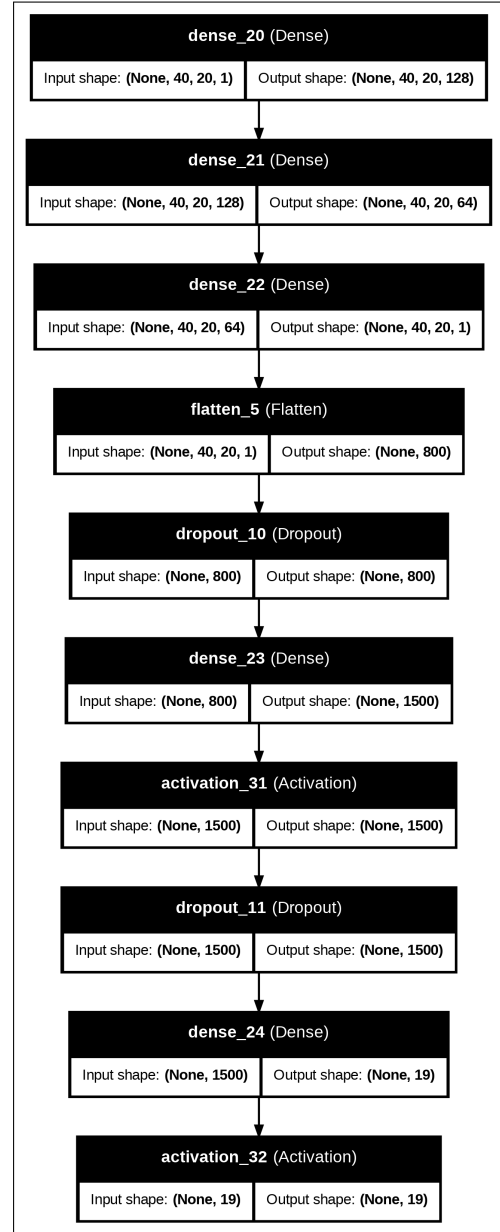 dense_20 (Dense)
Input shape: (None, 40, 20, 1) Output shape: (None, 40, 20, 128)
dense_21 (Dense)
Input shape: (None, 40, 20, 128) Output shape: (None, 40, 20, 64)
dense_22 (Dense)
Input shape: (None, 40, 20, 64) Output shape: (None, 40, 20, 1)
flatten_5 (Flatten)
Input shape: (None, 40, 20, 1) Output shape: (None, 800)
dropout_10 (Dropout)
Input shape: (None, 800) Output shape: (None, 800)
dense_23 (Dense)
Input shape: (None, 800) Output shape: (None, 1500)
activation_31 (Activation)
Input shape: (None, 1500) Output shape: (None, 1500)
dropout_11 (Dropout)
Input shape: (None, 1500) Output shape: (None, 1500)
dense_24 (Dense)
Input shape: (None, 1500) Output shape: (None, 19)
activation_32 (Activation)
Input shape: (None, 19) Output shape: (None, 19)